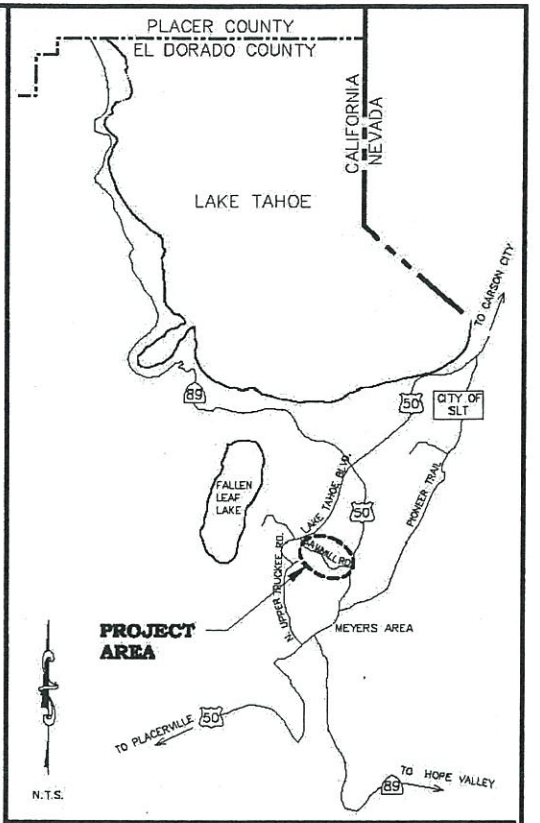 PLACER COUNTY
EL DORADO COUNTY
CALIFORNIA
NEVADA
LAKE TAHOE
TO CARSON CITY
89
50
CITY OF
SLT
FALLEN
LEAF
LAKE
LAKE TAHOE BLVD.
50
PIONEER TRAIL
SAWMILL RD.
N. UPPER TRUCKEE RD.
PROJECT
AREA
MEYERS AREA
TO PLACERVILLE
50
N.T.S.
89
TO HOPE VALLEY